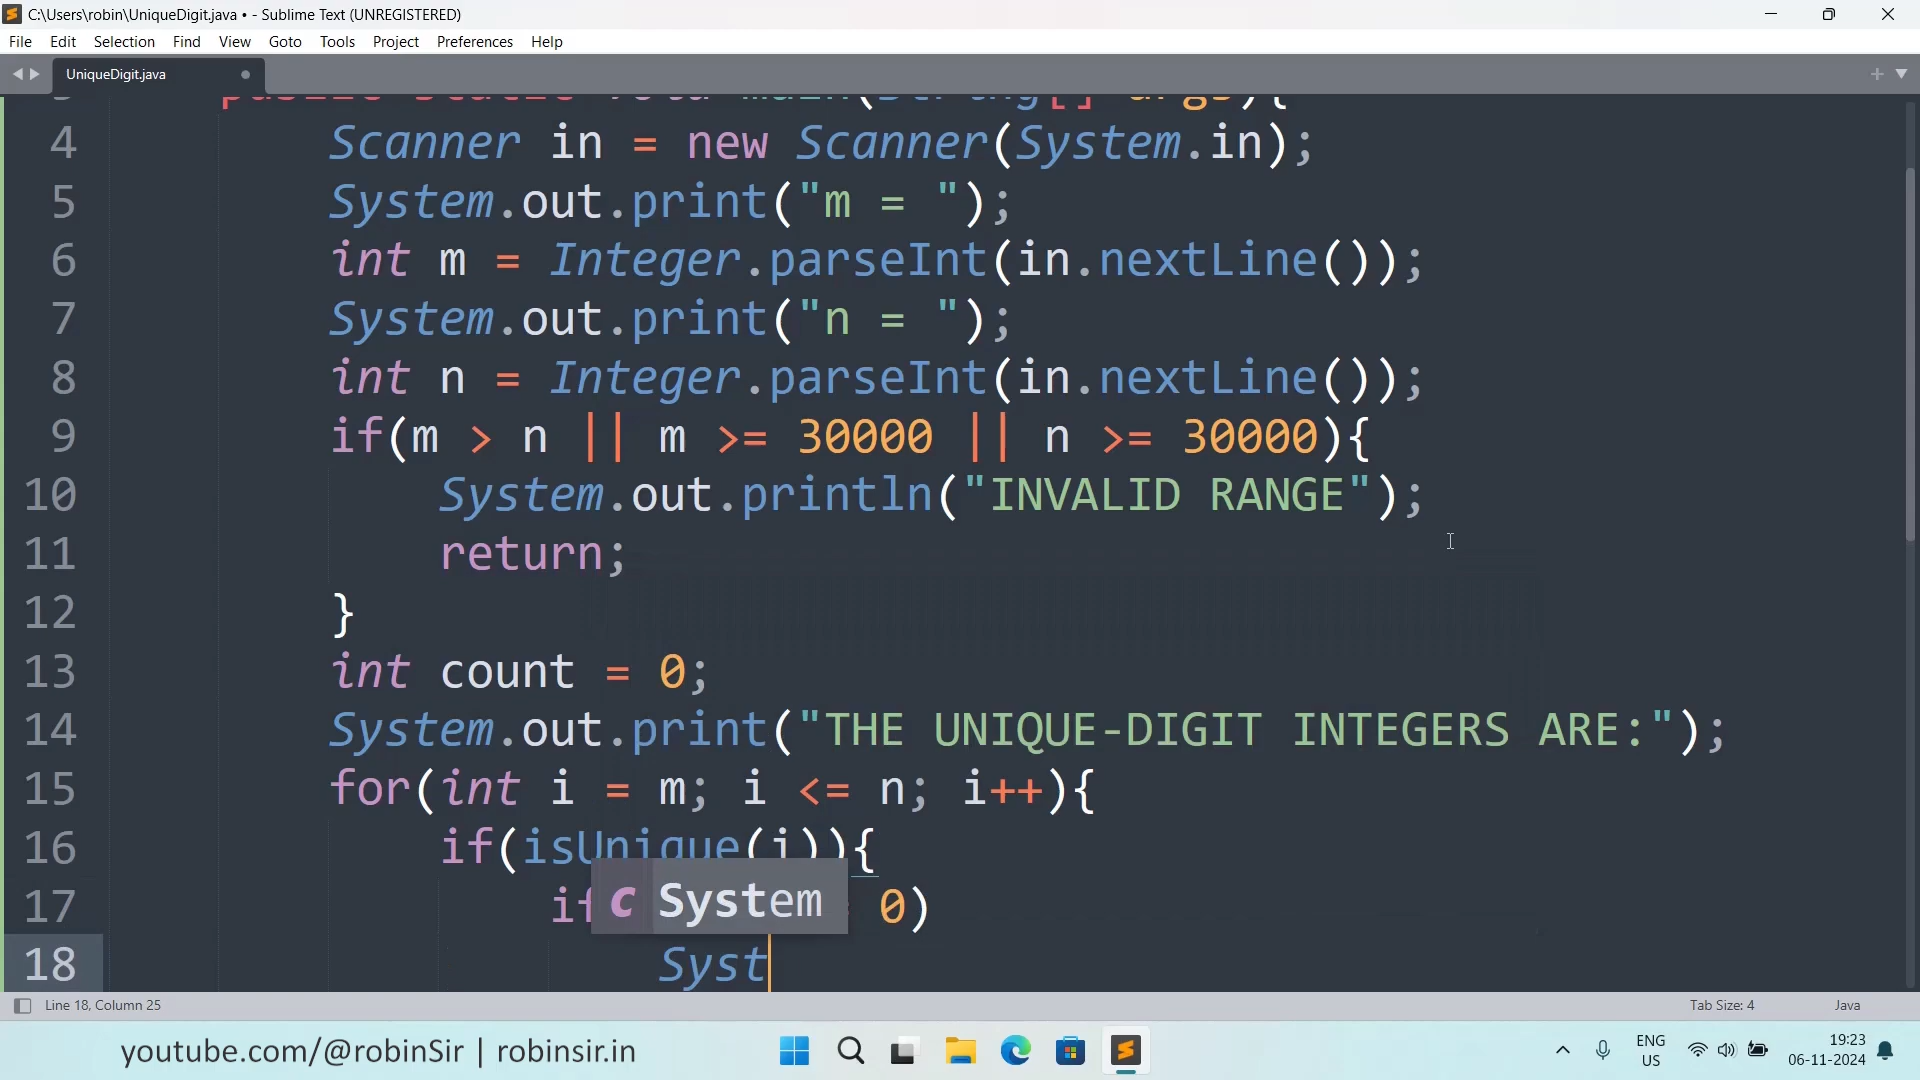 C:\Users\robin\UniqueDigit.java • - Sublime Text (UNREGISTERED)
File Edit Selection Find View Goto Tools Project Preferences Help
UniqueDigit.java
4 Scanner in = new Scanner(System.in);
5 System.out.print("m = ");
6 int m = Integer.parseInt(in.nextLine());
7 System.out.print("n = ");
8 int n = Integer.parseInt(in.nextLine());
9 if(m > n || m >= 30000 || n >= 30000){
10 System.out.println("INVALID RANGE");
11 return;
12 }
13 int count = 0;
14 System.out.print("THE UNIQUE-DIGIT INTEGERS ARE:");
15 for(int i = m; i <= n; i++){
16 if(isUnique(i)){
17 if 0)
c System
18 Syst
Line 18, Column 25 Tab Size: 4 Java
youtube.com/@robinSir | robinsir.in
ENG
US
19:23
06-11-2024